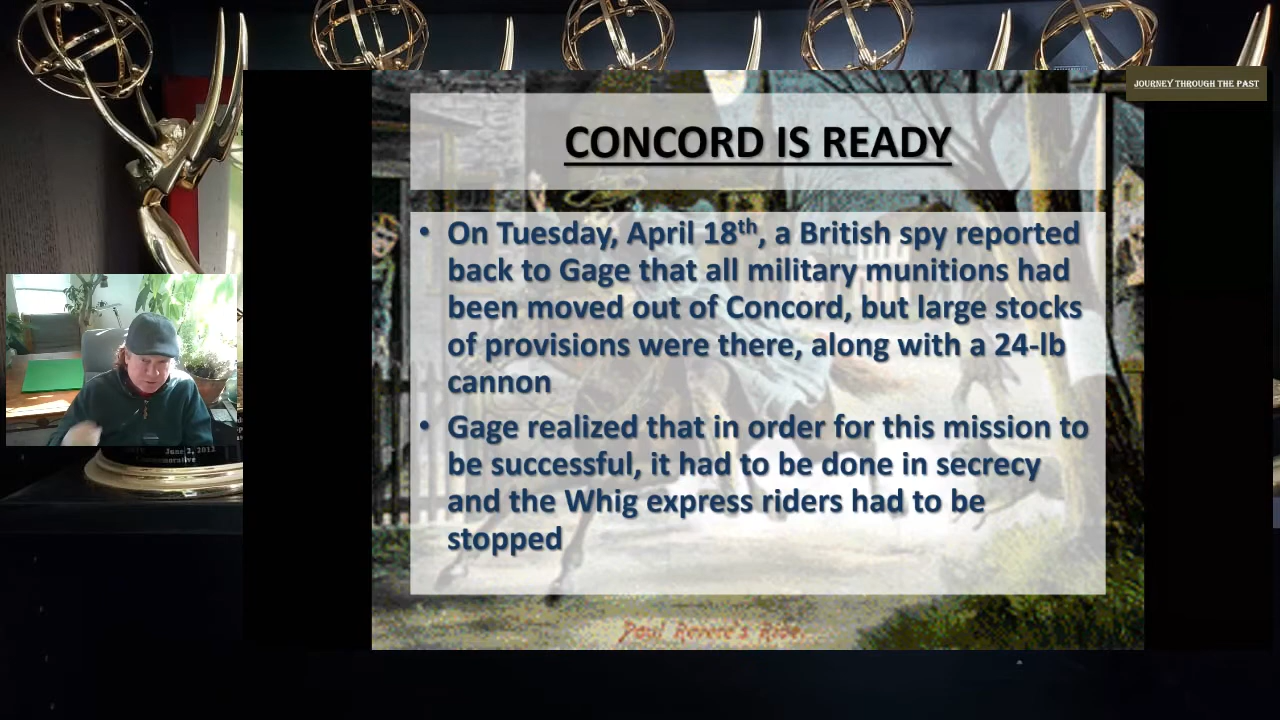 JOURNEY THROUGH THE PAST
CONCORD IS READY
• On Tuesday, April 18th, a British spy reported
back to Gage that all military munitions had
been moved out of Concord, but large stocks
of provisions were there, along with a 24-lb
cannon
• Gage realized that in order for this mission to
be successful, it had to be done in secrecy
and the Whig express riders had to be
stopped
June 2, 2012
Paul Revere's Ride.